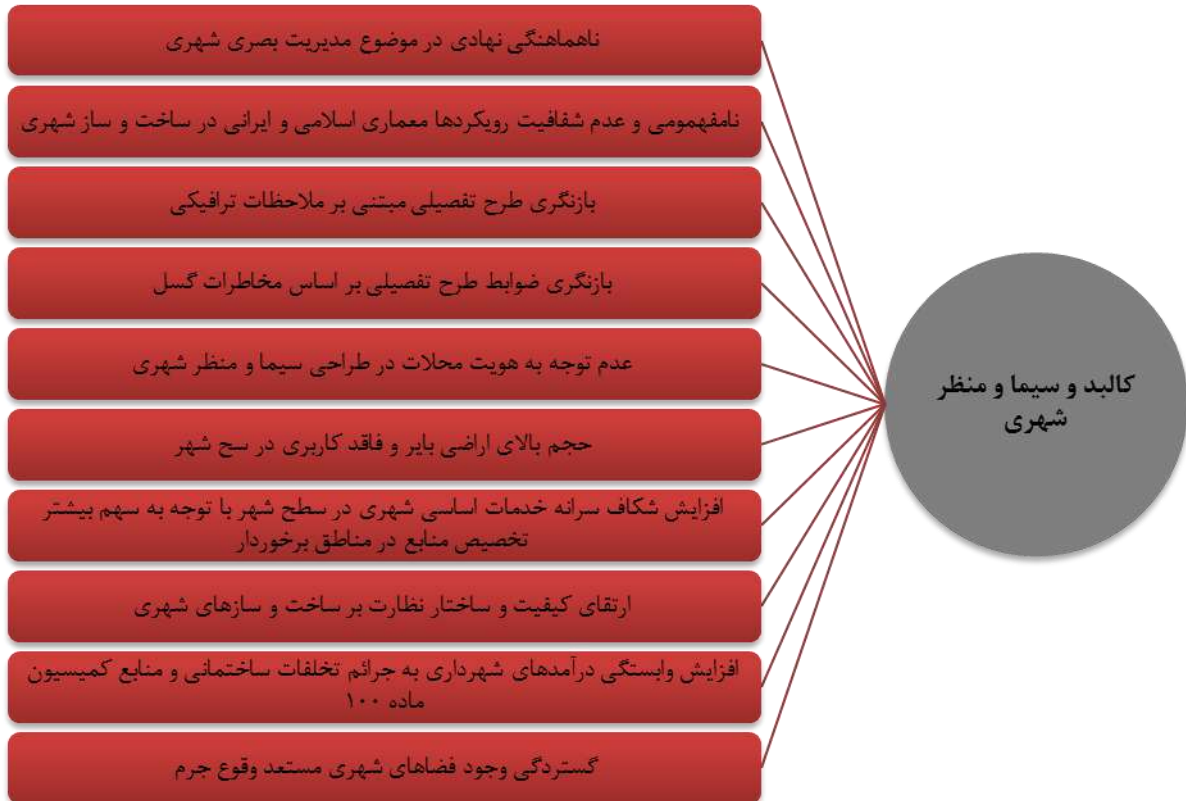 ناهماهنگی نهادی در موضوع مدیریت بصری شهری
نامفهمومی و عدم شفافیت رویکردها معماری اسلامی و ایرانی در ساخت و ساز شهری
بازنگری طرح تفصیلی مبتنی بر ملاحظات ترافیکی
بازنگری ضوابط طرح تفصیلی بر اساس مخاطرات گسل
عدم توجه به هویت محلات در طراحی سیما و منظر شهری
حجم بالای اراضی بایر و فاقد کاربری در سح شهر
افزایش شکاف سرانه خدمات اساسی شهری در سطح شهر با توجه به سهم بیشتر
تخصیص منابع در مناطق برخوردار
ارتقای کیفیت و ساختار نظارت بر ساخت و سازهای شهری
افزایش وابستگی درآمدهای شهرداری به جرائم تخلفات ساختمانی و منابع کمیسیون
ماده ۱۰۰
گستردگی وجود فضاهای شهری مستعد وقوع جرم
کالبد و سیما و منظر
شهری